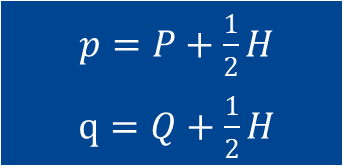 p = P + 1/2 H
q = Q + 1/2 H